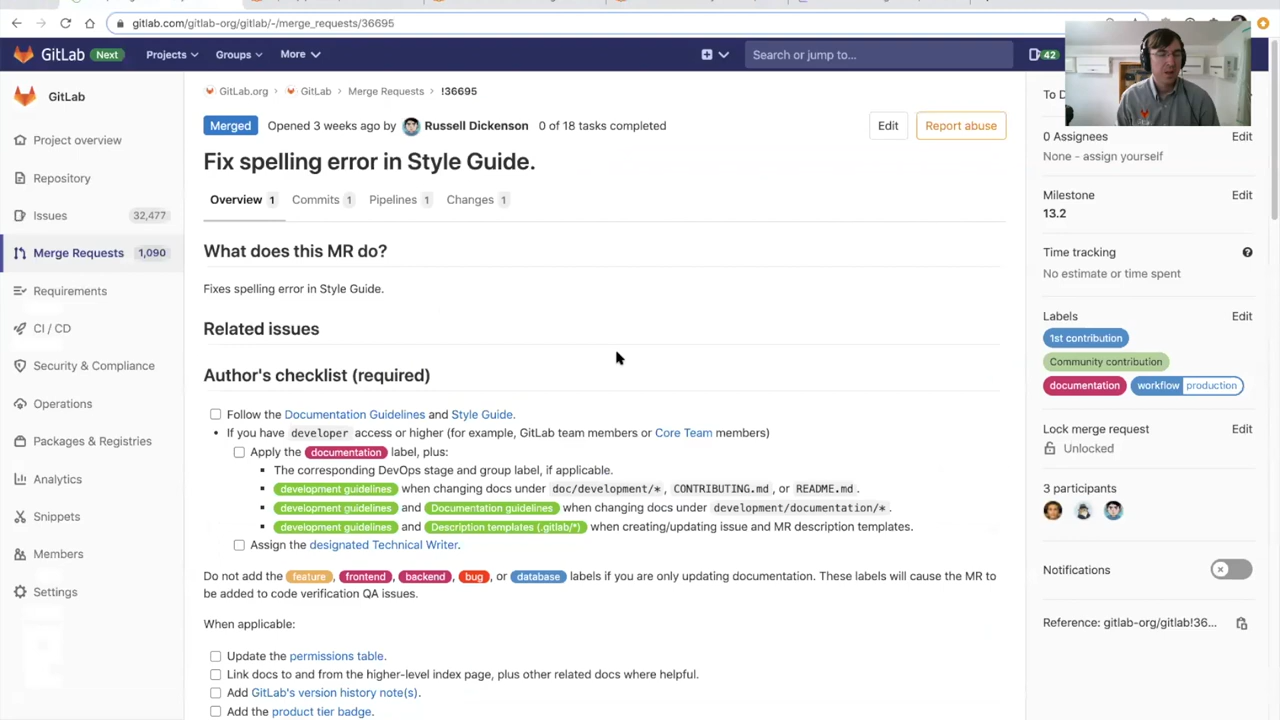 gitlab.com/gitlab-org/gitlab/-/merge_requests/36695
GitLab Next Projects Groups More Search or jump to... 42
GitLab
Project overview
Repository
Issues 32,477
Merge Requests 1,090
Requirements
CI / CD
Security & Compliance
Operations
Packages & Registries
Analytics
Snippets
Members
Settings
GitLab.org GitLab Merge Requests !36695
Merged Opened 3 weeks ago by Russell Dickenson 0 of 18 tasks completed Edit Report abuse
Fix spelling error in Style Guide.
Overview 1 Commits 1 Pipelines 1 Changes 1
What does this MR do?
Fixes spelling error in Style Guide.
Related issues
Author's checklist (required)
Follow the Documentation Guidelines and Style Guide.
• If you have developer access or higher (for example, GitLab team members or Core Team members)
Apply the documentation label, plus:
▪ The corresponding DevOps stage and group label, if applicable.
▪ development guidelines when changing docs under doc/development/*, CONTRIBUTING.md, or README.md.
▪ development guidelines and Documentation guidelines when changing docs under development/documentation/*.
▪ development guidelines and Description templates (.gitlab/*) when creating/updating issue and MR description templates.
Assign the designated Technical Writer.
Do not add the feature, frontend, backend, bug, or database labels if you are only updating documentation. These labels will cause the MR to
be added to code verification QA issues.
When applicable:
Update the permissions table.
Link docs to and from the higher-level index page, plus other related docs where helpful.
Add GitLab's version history note(s).
Add the product tier badge.
To D
0 Assignees Edit
None - assign yourself
Milestone Edit
13.2
Time tracking
No estimate or time spent
Labels Edit
1st contribution
Community contribution
documentation workflow production
Lock merge request Edit
Unlocked
3 participants
Notifications
Reference: gitlab-org/gitlab!36...